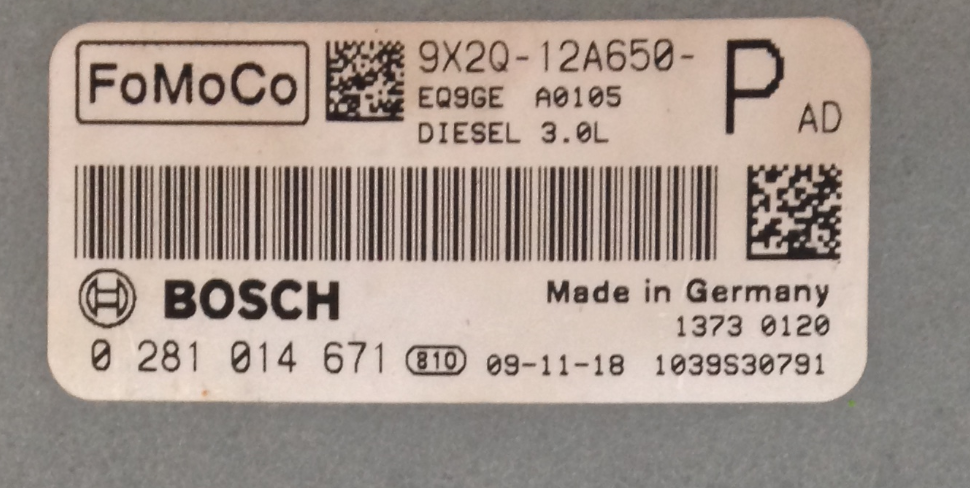 FoMoCo
9X2Q-12A650-
P
AD
EQ9GE A0105
DIESEL 3.0L
BOSCH
Made in Germany
1373 0120
0 281 014 671 810 09-11-18 1039S30791